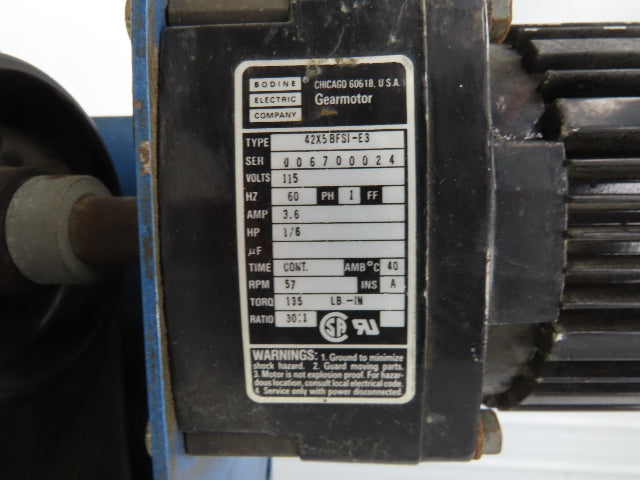 BODINE ELECTRIC COMPANY ® CHICAGO 60618, U.S.A.
Gearmotor
TYPE 42X5BFSI-E3
SER 006700024
VOLTS 115
HZ 60 PH 1 FF
AMP 3.6
HP 1/6
µF
TIME CONT. AMB°C 40
RPM 57 INS A
TORQ 135 LB-IN
RATIO 30:1 SA UR
WARNINGS: 1. Ground to minimize
shock hazard. 2. Guard moving parts.
3. Motor is not explosion proof. For hazar-
dous location, consult local electrical code.
4. Service only with power disconnected.